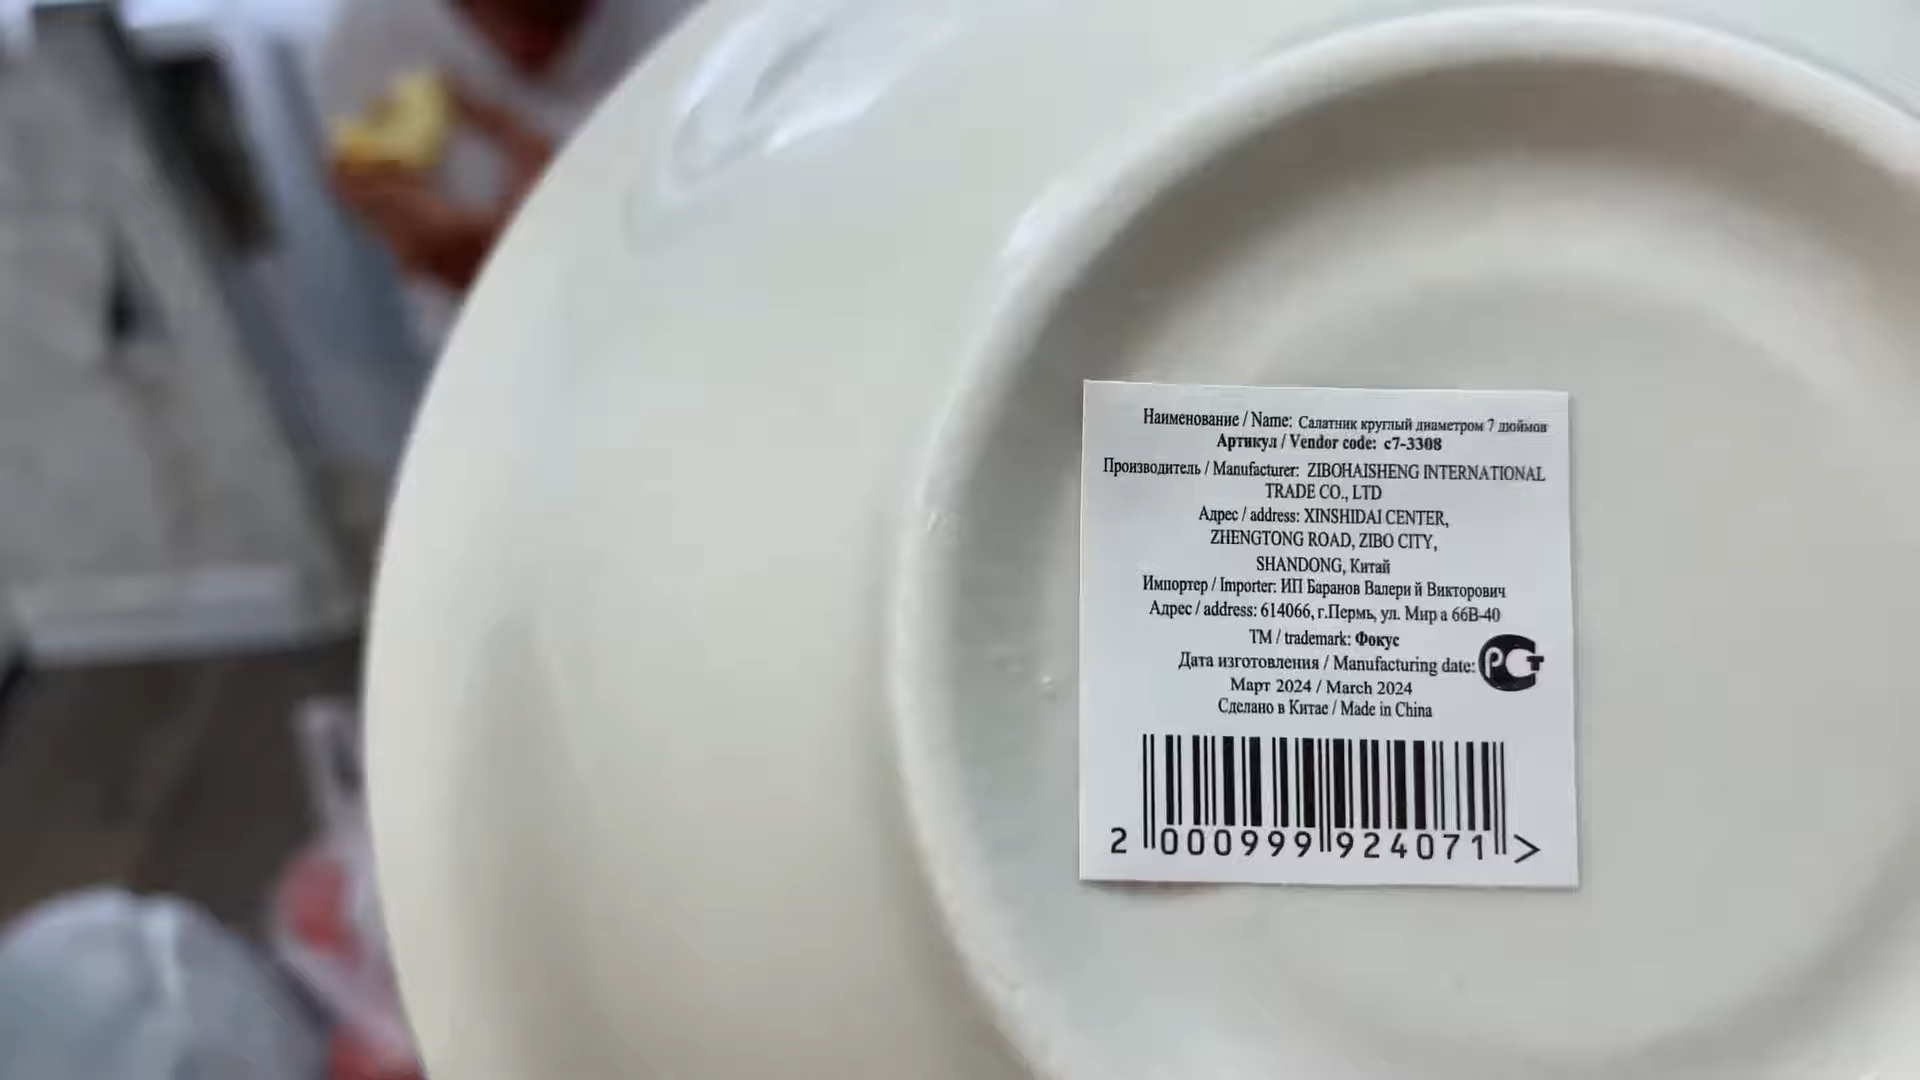 Наименование / Name: Салатник круглый диаметром 7 дюймов
Артикул / Vendor code: с7-3308
Производитель / Manufacturer: ZIBOHAISHENG INTERNATIONAL
TRADE CO., LTD
Адрес / address: XINSHIDAI CENTER,
ZHENGTONG ROAD, ZIBO CITY,
SHANDONG, Китай
Импортер / Importer: ИП Баранов Валери й Викторович
Адрес / address: 614066, г.Пермь, ул. Мир а 66В-40
ТМ / trademark: Фокус
Дата изготовления / Manufacturing date:
Март 2024 / March 2024
Сделано в Китае / Made in China
РСТ
2 000999 924071 >